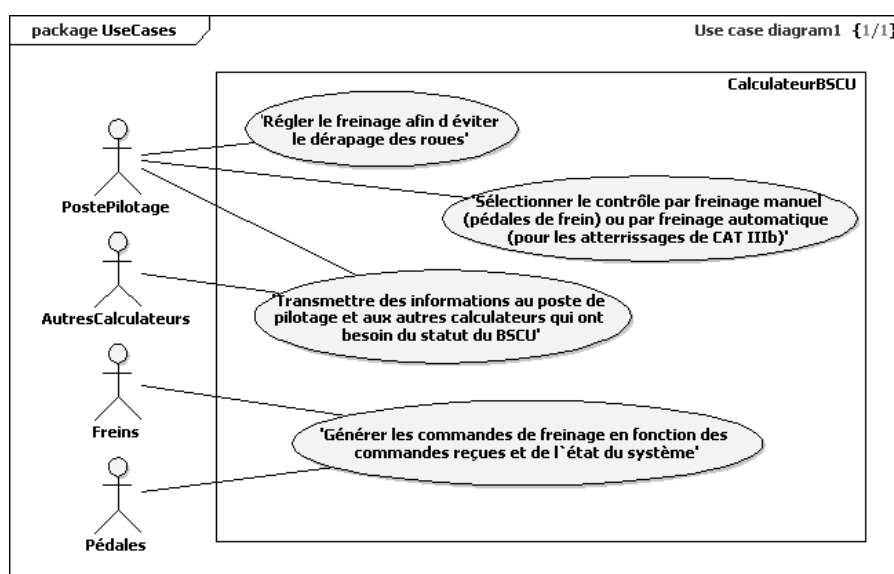 package UseCases
Use case diagram1 {1/1}
CalculateurBSCU
'Régler le freinage afin d éviter
le dérapage des roues'
PostePilotage
'Sélectionner le contrôle par freinage manuel
(pédales de frein) ou par freinage automatique
(pour les atterrissages de CAT IIIb)'
AutresCalculateurs
'Transmettre des informations au poste de
pilotage et aux autres calculateurs qui ont
besoin du statut du BSCU'
Freins
'Générer les commandes de freinage en fonction des
commandes reçues et de l`état du système'
Pédales